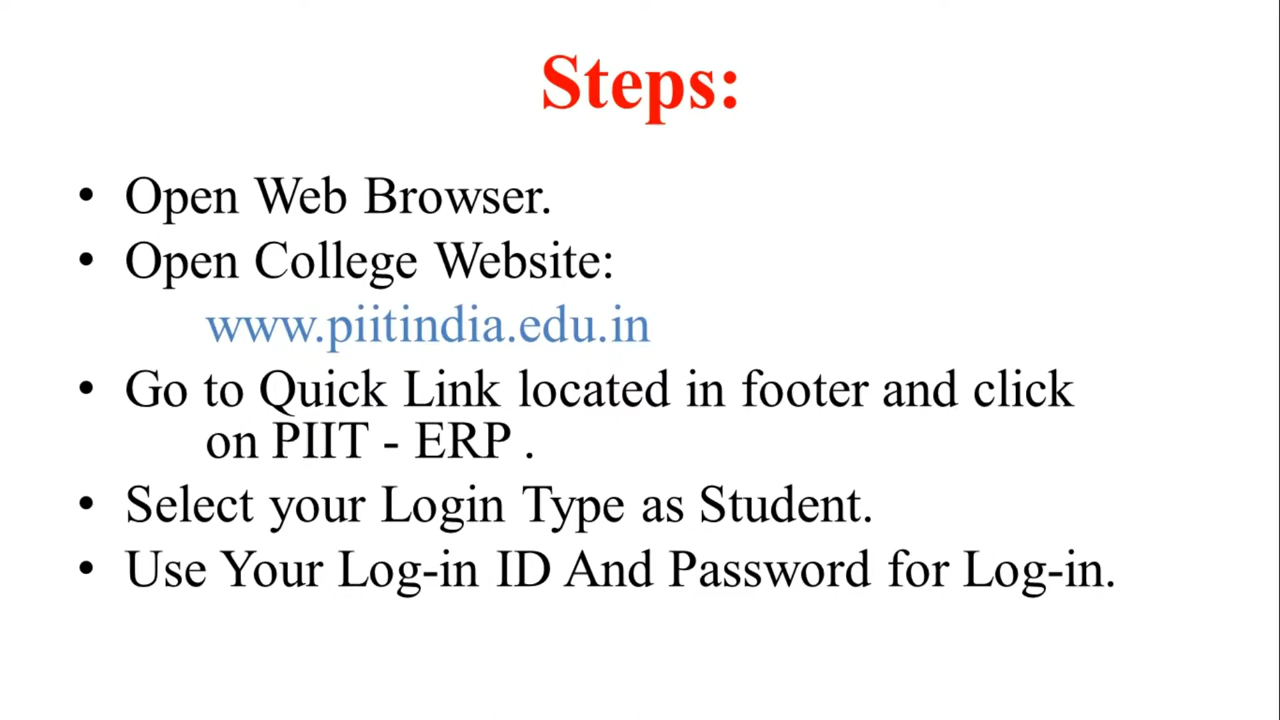 Steps:
• Open Web Browser.
• Open College Website:
www.piitindia.edu.in
• Go to Quick Link located in footer and click
on PIIT - ERP .
• Select your Login Type as Student.
• Use Your Log-in ID And Password for Log-in.